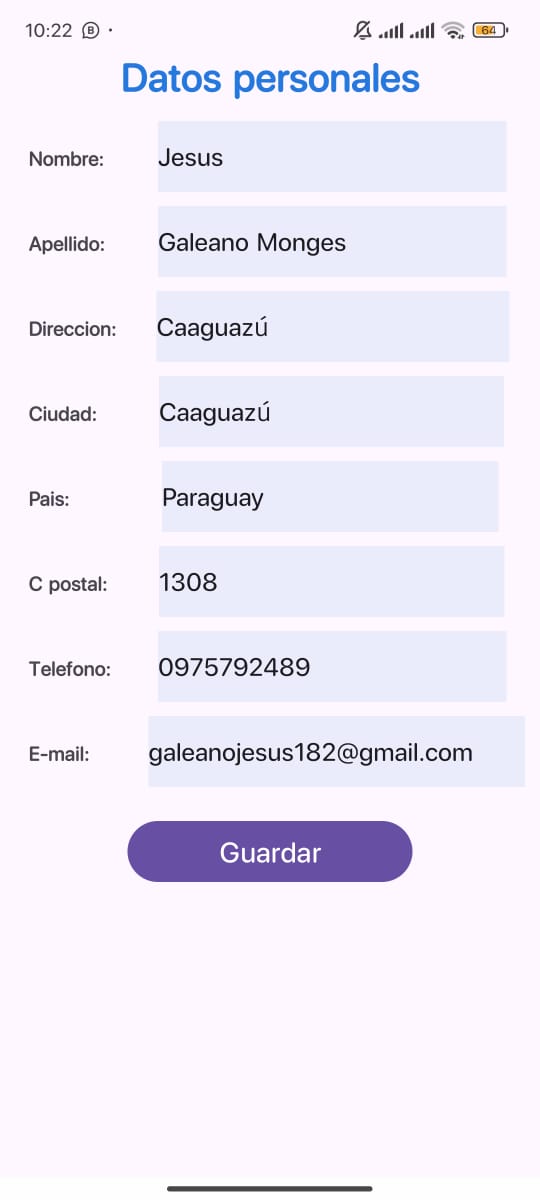 10:22
64
Datos personales
Nombre: Jesus
Apellido: Galeano Monges
Direccion: Caaguazú
Ciudad: Caaguazú
Pais: Paraguay
C postal: 1308
Telefono: 0975792489
E-mail: galeanojesus182@gmail.com
Guardar